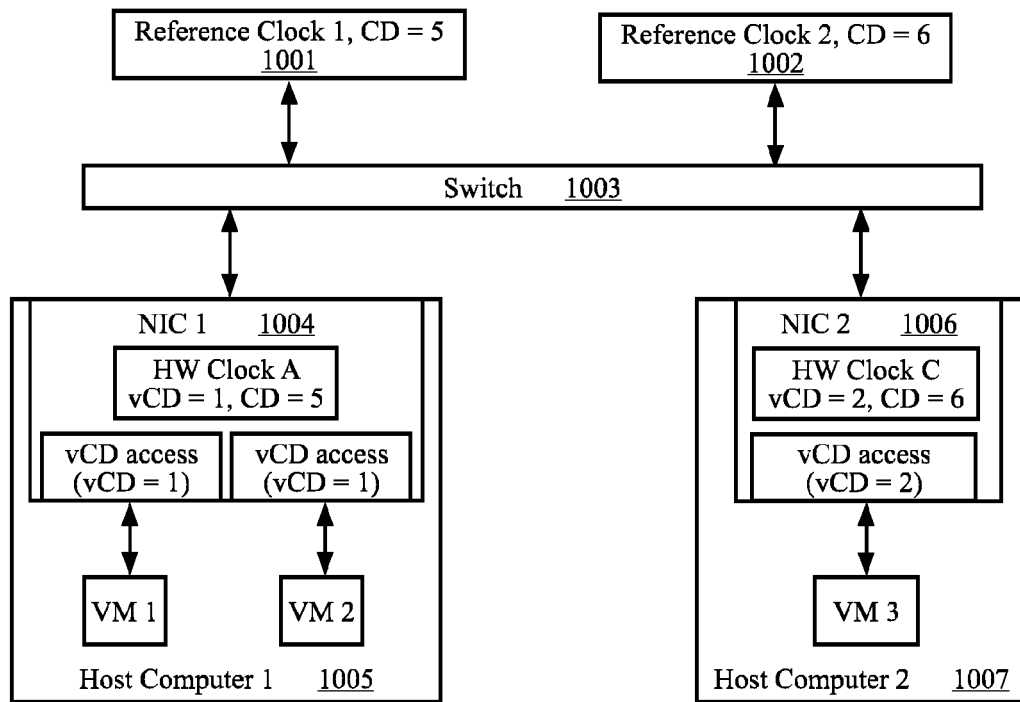 Reference Clock 1, CD = 5
1001
Reference Clock 2, CD = 6
1002
Switch 1003
NIC 1 1004
HW Clock A
vCD = 1, CD = 5
vCD access
(vCD = 1)
vCD access
(vCD = 1)
VM 1
VM 2
Host Computer 1 1005
NIC 2 1006
HW Clock C
vCD = 2, CD = 6
vCD access
(vCD = 2)
VM 3
Host Computer 2 1007